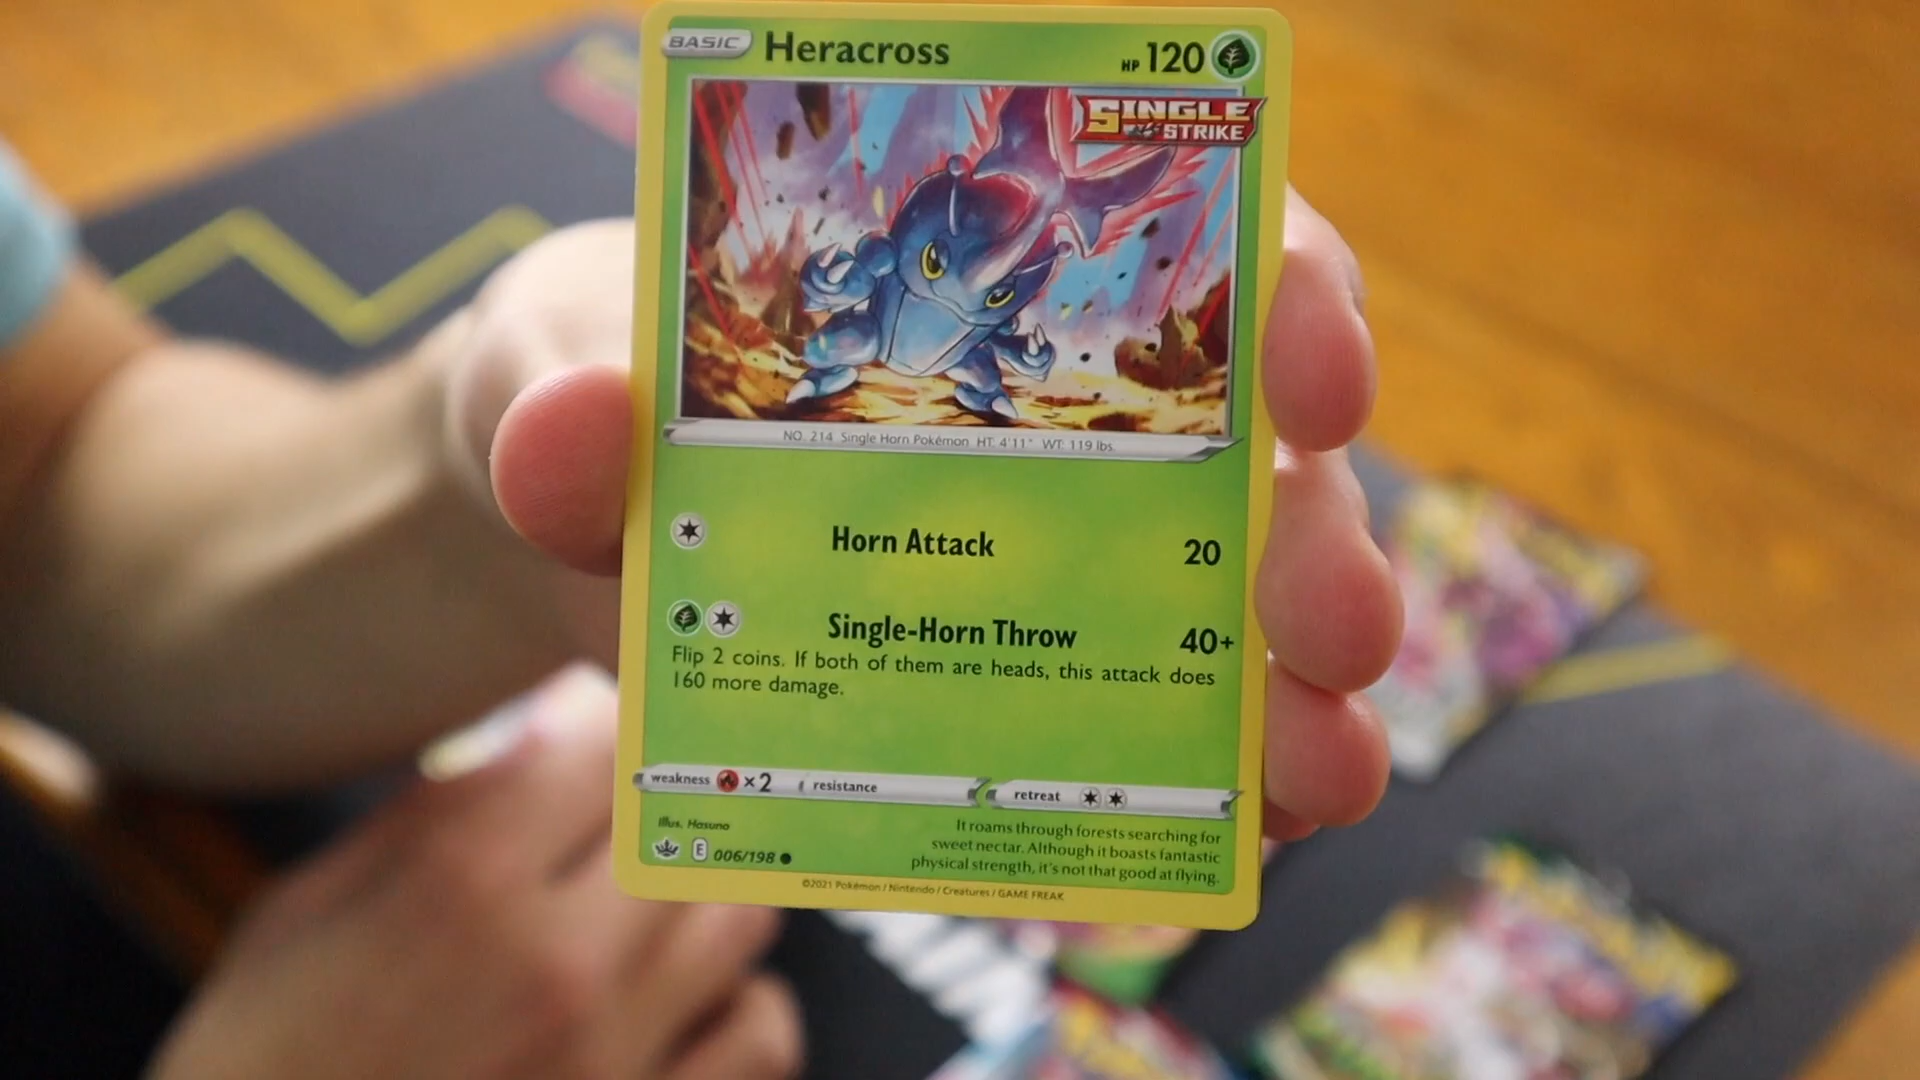 BASIC Heracross HP 120
SINGLE
STRIKE
NO. 214 Single Horn Pokémon HT: 4'11" WT: 119 lbs.
Horn Attack 20
Single-Horn Throw 40+
Flip 2 coins. If both of them are heads, this attack does
160 more damage.
weakness ×2 resistance retreat
Illus. Hasuno
It roams through forests searching for
sweet nectar. Although it boasts fantastic
physical strength, it's not that good at flying.
E 006/198
©2021 Pokémon / Nintendo / Creatures / GAME FREAK